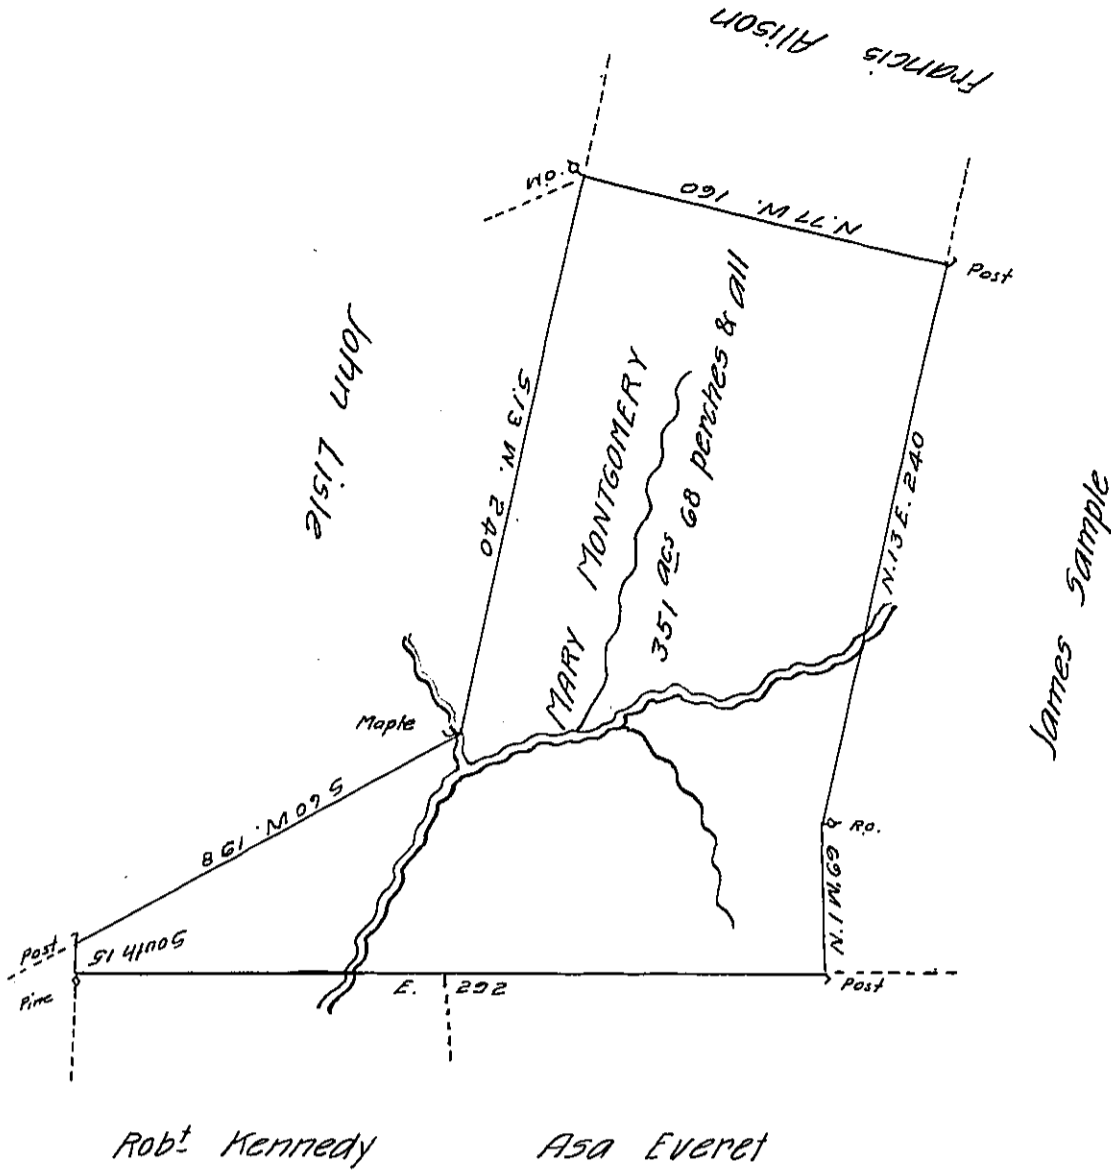 Francis Alison
W.O.
N.77 W. 160
Post
John Lisle
S.13 W. 240
MARY MONTGOMERY
351 acs 68 perches & all
N.13 E. 240
James Sample
Maple
S 60 W. 198
R.O.
N.1 W. 69
Post
South 15
Pine
E. 292
Post
Robt Kennedy
Asa Everet